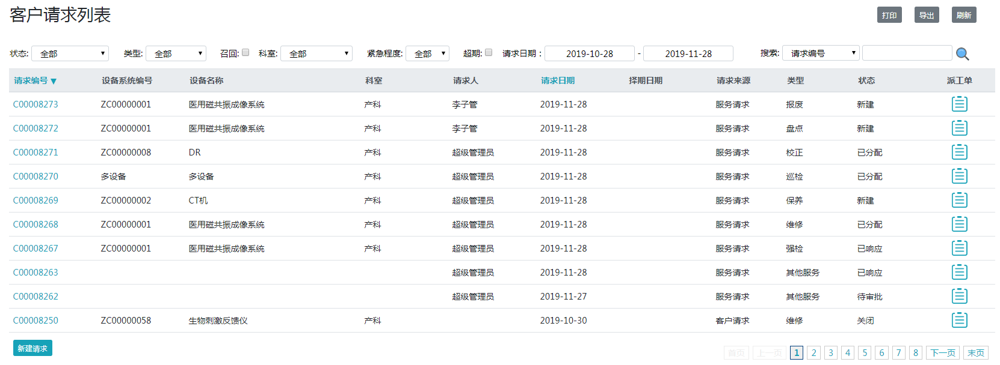 客户请求列表 打印 导出 刷新
状态: 全部 类型: 全部 召回: 科室: 全部 紧急程度: 全部 超期: 请求日期： 2019-10-28 - 2019-11-28 搜索: 请求编号
请求编号▼ 设备系统编号 设备名称 科室 请求人 请求日期 择期日期 请求来源 类型 状态 派工单
C00008273 ZC00000001 医用磁共振成像系统 产科 李子管 2019-11-28 服务请求 报废 新建
C00008272 ZC00000001 医用磁共振成像系统 产科 李子管 2019-11-28 服务请求 盘点 新建
C00008271 ZC00000008 DR 产科 超级管理员 2019-11-28 服务请求 校正 已分配
C00008270 多设备 多设备 产科 超级管理员 2019-11-28 服务请求 巡检 已分配
C00008269 ZC00000002 CT机 产科 超级管理员 2019-11-28 服务请求 保养 新建
C00008268 ZC00000001 医用磁共振成像系统 产科 超级管理员 2019-11-28 服务请求 维修 已分配
C00008267 ZC00000001 医用磁共振成像系统 产科 超级管理员 2019-11-28 服务请求 强检 已响应
C00008263 超级管理员 2019-11-28 服务请求 其他服务 已响应
C00008262 超级管理员 2019-11-27 服务请求 其他服务 待审批
C00008250 ZC00000058 生物刺激反馈仪 产科 2019-10-30 客户请求 维修 关闭
新建请求 首页 上一页 1 2 3 4 5 6 7 8 下一页 末页